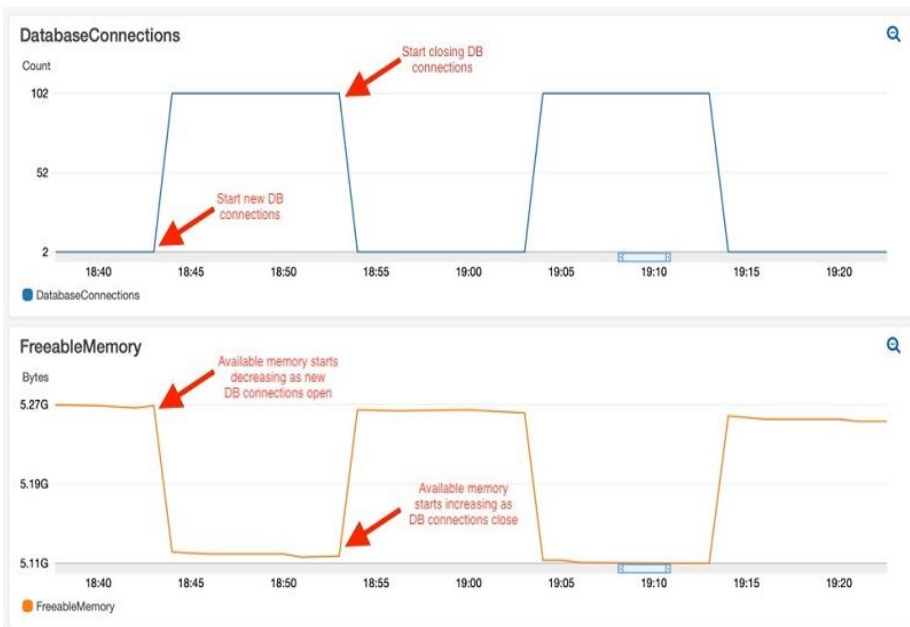 DatabaseConnections
Count
Start closing DB
connections
102
52
Start new DB
connections
2
18:40 18:45 18:50 18:55 19:00 19:05 19:10 19:15 19:20
DatabaseConnections
FreeableMemory
Available memory starts
decreasing as new
DB connections open
Bytes
5.27G
5.19G
Available memory
starts increasing as
DB connections close
5.11G
18:40 18:45 18:50 18:55 19:00 19:05 19:10 19:15 19:20
FreeableMemory